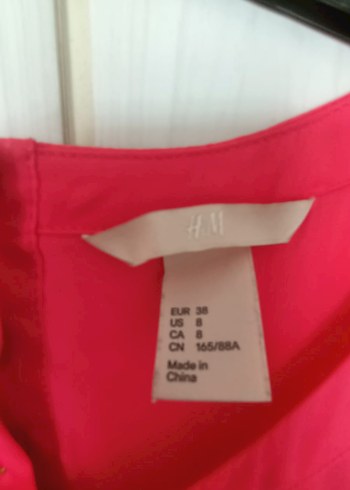 H&M
EUR 38
US 8
CA 8
CN 165/88A
Made in
China